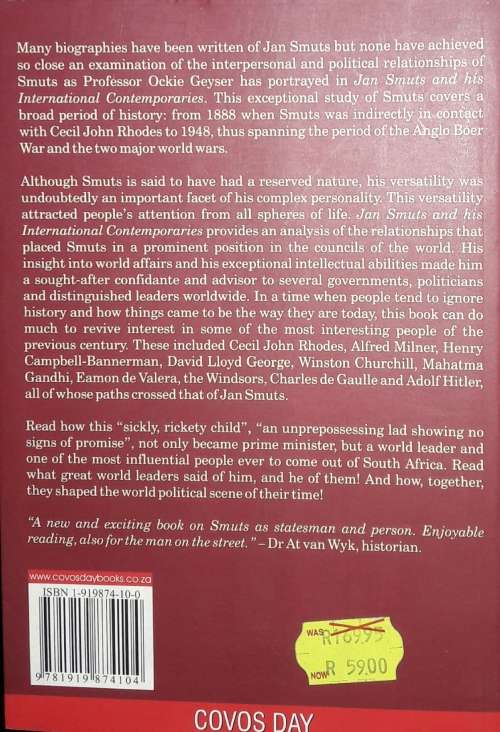 Many biographies have been written of Jan Smuts but none have achieved
so close an examination of the interpersonal and political relationships of
Smuts as Professor Ockie Geyser has portrayed in Jan Smuts and his
International Contemporaries. This exceptional study of Smuts covers a
broad period of history: from 1888 when Smuts was indirectly in contact
with Cecil John Rhodes to 1948, thus spanning the period of the Anglo Boer
War and the two major world wars.
Although Smuts is said to have had a reserved nature, his versatility was
undoubtedly an important facet of his complex personality. This versatility
attracted people's attention from all spheres of life. Jan Smuts and his
International Contemporaries provides an analysis of the relationships that
placed Smuts in a prominent position in the councils of the world. His
insight into world affairs and his exceptional intellectual abilities made him
a sought-after confidante and advisor to several governments, politicians
and distinguished leaders worldwide. In a time when people tend to ignore
history and how things came to be the way they are today, this book can do
much to revive interest in some of the most interesting people of the
previous century. These included Cecil John Rhodes, Alfred Milner, Henry
Campbell-Bannerman, David Lloyd George, Winston Churchill, Mahatma
Gandhi, Eamon de Valera, the Windsors, Charles de Gaulle and Adolf Hitler,
all of whose paths crossed that of Jan Smuts.
Read how this "sickly, rickety child", "an unprepossessing lad showing no
signs of promise", not only became prime minister, but a world leader and
one of the most influential people ever to come out of South Africa. Read
what great world leaders said of him, and he of them! And how, together,
they shaped the world political scene of their time!
"A new and exciting book on Smuts as statesman and person. Enjoyable
reading, also for the man on the street." – Dr At van Wyk, historian.
www.covosdaybooks.co.za
ISBN 1-919874-10-0
9 781919 874104
WAS R169.95
NOW R 59.00
COVOS DAY